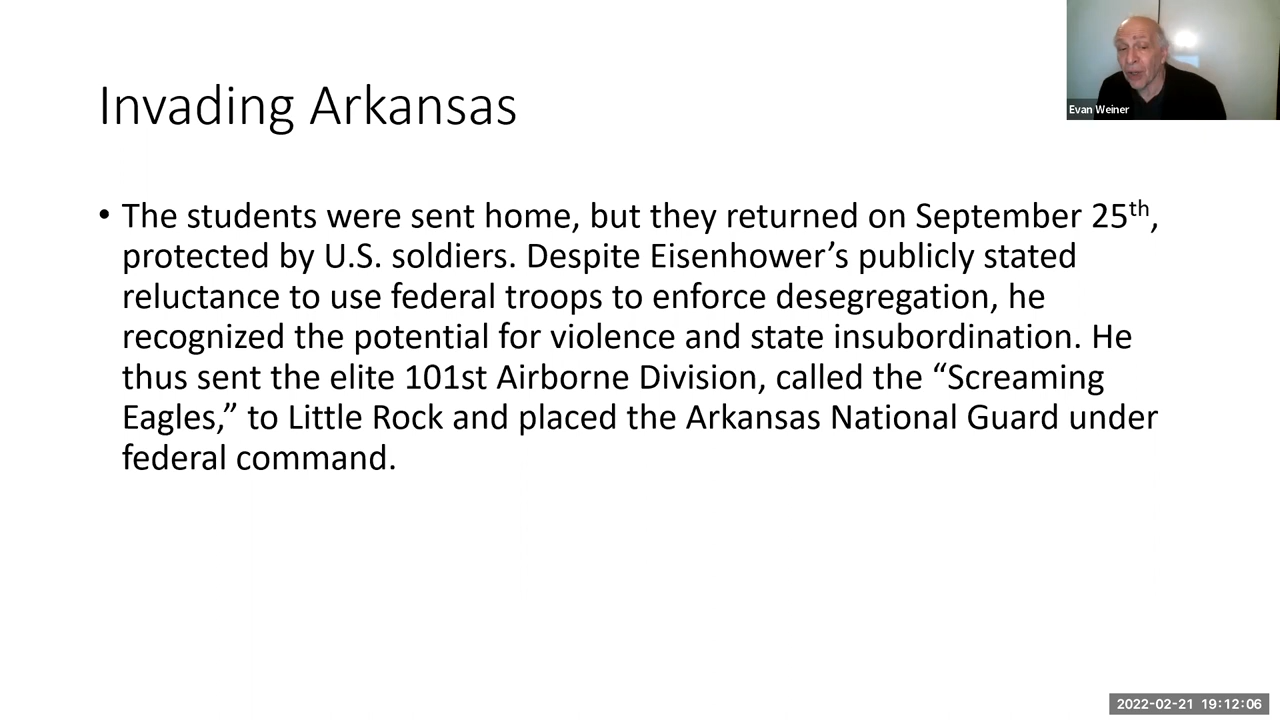 Invading Arkansas
Evan Weiner
• The students were sent home, but they returned on September 25th,
protected by U.S. soldiers. Despite Eisenhower’s publicly stated
reluctance to use federal troops to enforce desegregation, he
recognized the potential for violence and state insubordination. He
thus sent the elite 101st Airborne Division, called the “Screaming
Eagles,” to Little Rock and placed the Arkansas National Guard under
federal command.
2022-02-21 19:12:06